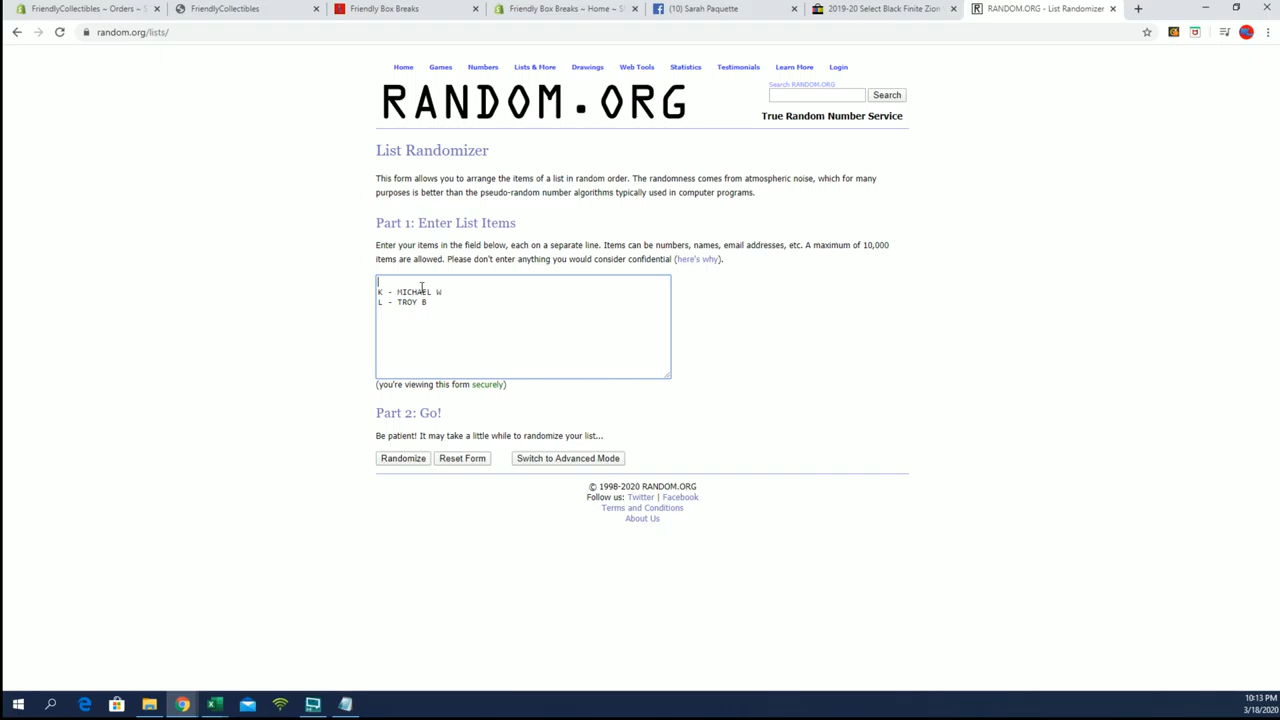 FriendlyCollectibles ~ Orders ~ S
FriendlyCollectibles
Friendly Box Breaks
Friendly Box Breaks ~ Home ~ S
(10) Sarah Paquette
2019-20 Select Black Finite Zion
RANDOM.ORG - List Randomizer
random.org/lists/
Home Games Numbers Lists & More Drawings Web Tools Statistics Testimonials Learn More Login
RANDOM.ORG
Search RANDOM.ORG
Search
True Random Number Service
List Randomizer
This form allows you to arrange the items of a list in random order. The randomness comes from atmospheric noise, which for many
purposes is better than the pseudo-random number algorithms typically used in computer programs.
Part 1: Enter List Items
Enter your items in the field below, each on a separate line. Items can be numbers, names, email addresses, etc. A maximum of 10,000
items are allowed. Please don't enter anything you would consider confidential (here's why).
K - MICHAEL W
L - TROY B
(you're viewing this form securely)
Part 2: Go!
Be patient! It may take a little while to randomize your list...
Randomize Reset Form Switch to Advanced Mode
© 1998-2020 RANDOM.ORG
Follow us: Twitter | Facebook
Terms and Conditions
About Us
10:13 PM
3/18/2020